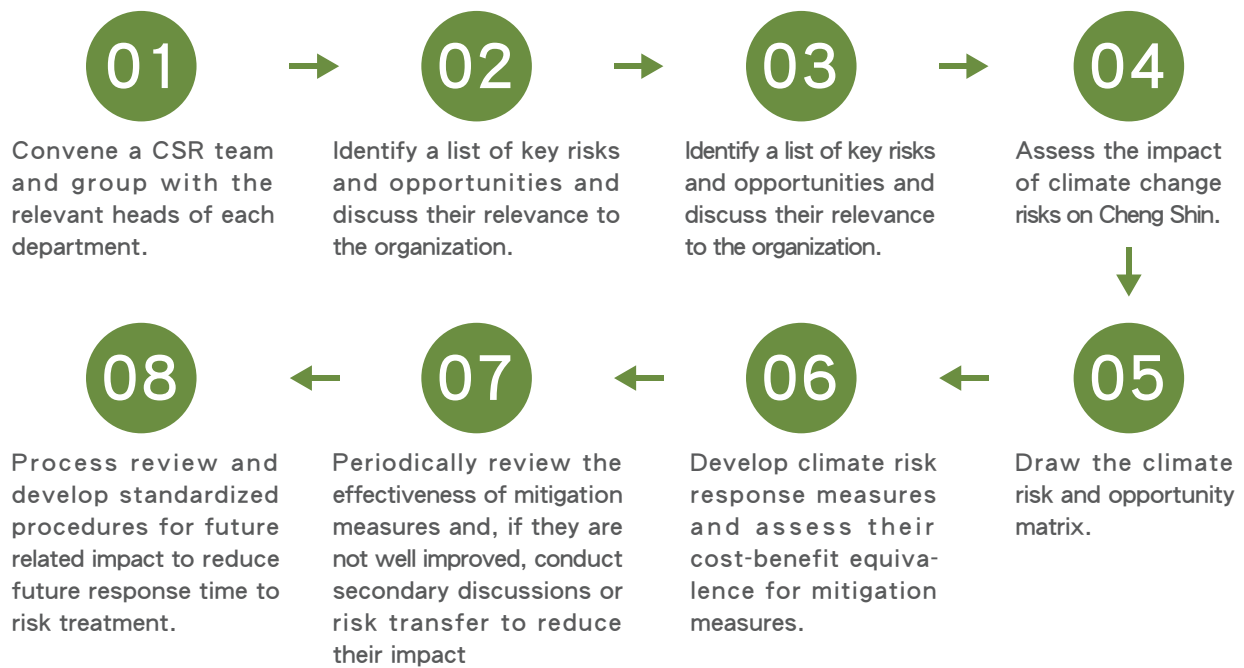 01
Convene a CSR team
and group with the
relevant heads of each
department.
02
Identify a list of key risks
and opportunities and
discuss their relevance to
the organization.
03
Identify a list of key risks
and opportunities and
discuss their relevance
to the organization.
04
Assess the impact
of climate change
risks on Cheng Shin.
05
Draw the climate
risk and opportunity
matrix.
06
Develop climate risk
response measures
and assess their
cost-benefit equiva-
lence for mitigation
measures.
07
Periodically review the
effectiveness of mitigation
measures and, if they are
not well improved, conduct
secondary discussions or
risk transfer to reduce
their impact
08
Process review and
develop standardized
procedures for future
related impact to reduce
future response time to
risk treatment.